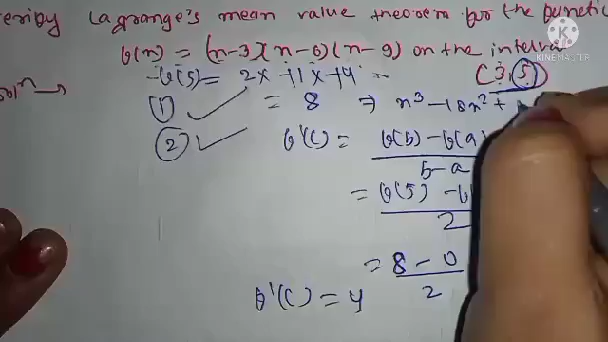 verify Lagrange's mean value theorem for the function
f(x) = (x-3)(x-6)(x-9) on the interval
f(5) = 2 × -1 × -4 (3, 5)
Solⁿ →
① ✓ = 8 ⇒ x³ - 18x² +
② ✓ f'(c) = f(b) - f(a) / b - a
= f(5) - f / 2
= 8 - 0 / 2
f'(c) = 4
KINEMASTER